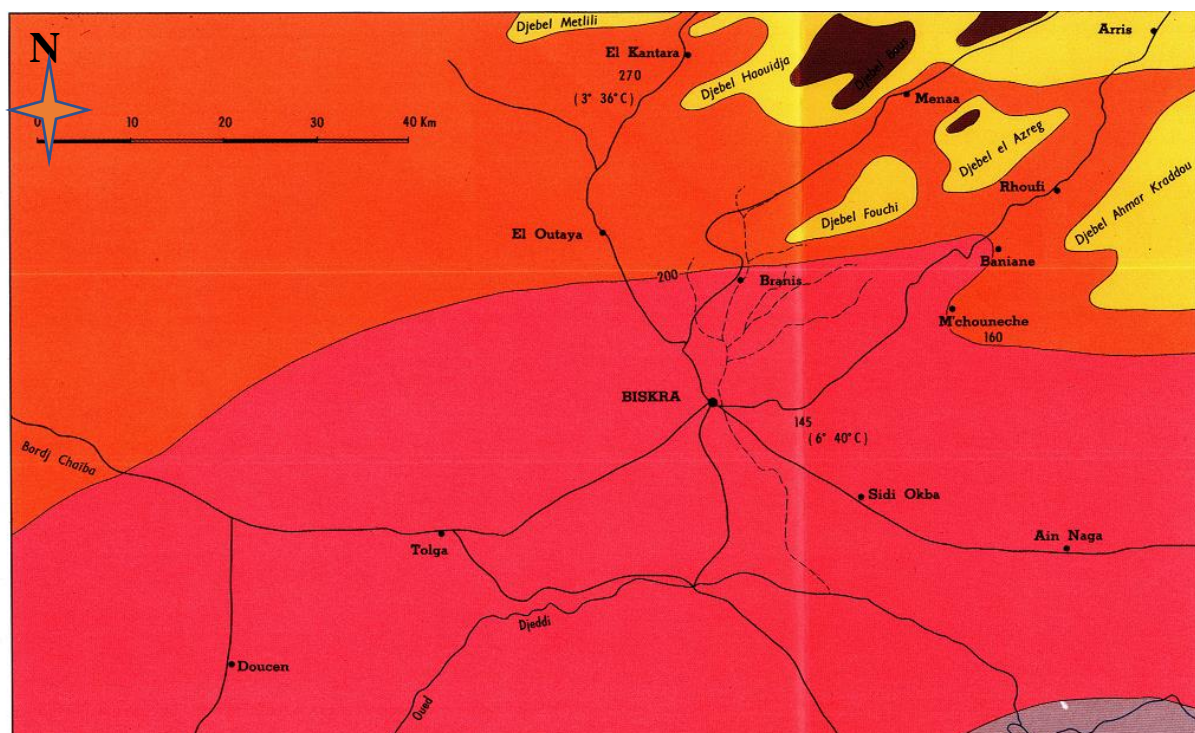 Djebel Metlili
Arris
N
El Kantara
270
(3° 36°C)
Djebel Haouidja
Djebel Bous
Menaa
0 10 20 30 40 Km
Djebel el Azreg
Rhoufi
Djebel Ahmar Kraddou
Djebel Fouchi
El Outaya
Baniane
200
Branis
M'chouneche
160
BISKRA
145
(6° 40°C)
Bordj Chaïba
Sidi Okba
Ain Naga
Tolga
Djeddi
Doucen
Oued